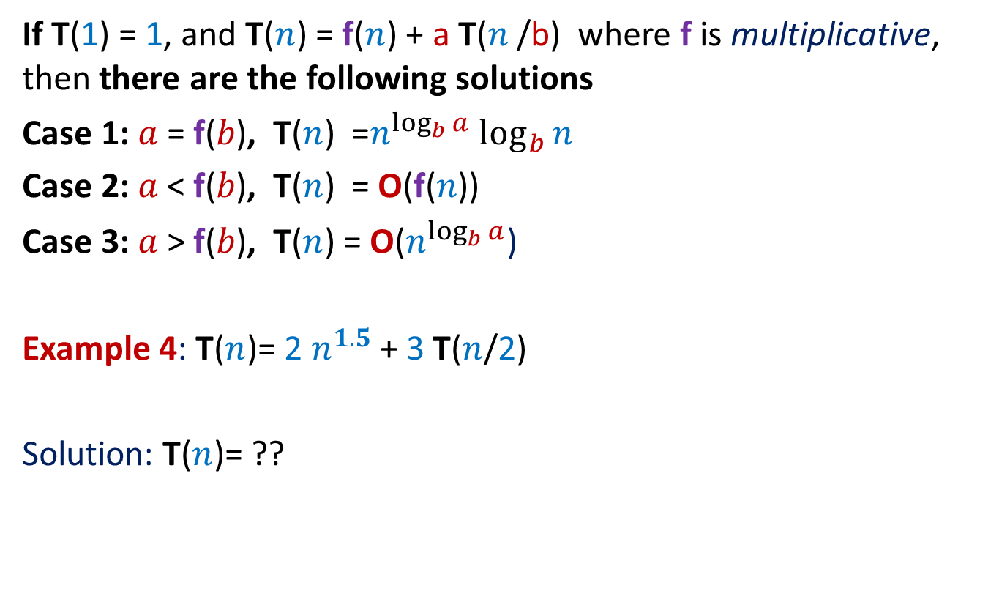 If T(1) = 1, and T(n) = f(n) + a T(n /b) where f is multiplicative,
then there are the following solutions
Case 1: a = f(b), T(n) =n^{log_b a} log_b n
Case 2: a < f(b), T(n) = O(f(n))
Case 3: a > f(b), T(n) = O(n^{log_b a})
Example 4: T(n)= 2 n^{1.5} + 3 T(n/2)
Solution: T(n)= ??